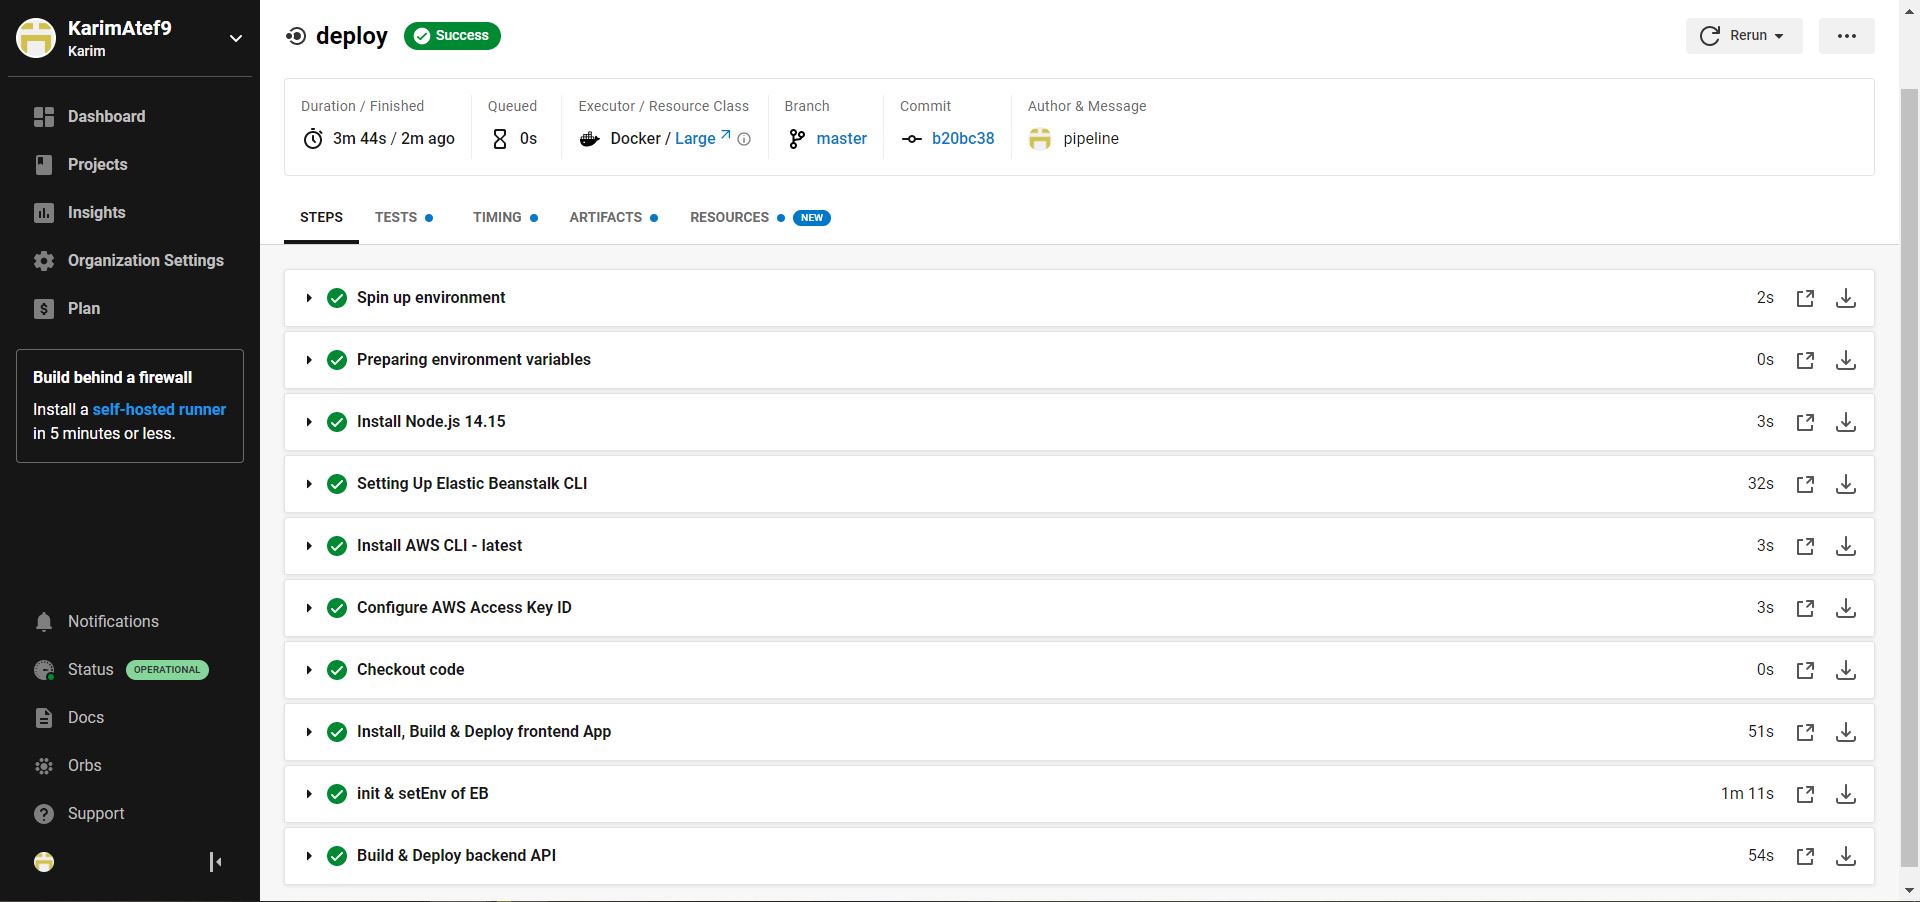 KarimAtef9
Karim
Dashboard
Projects
Insights
Organization Settings
Plan
Build behind a firewall
Install a self-hosted runner
in 5 minutes or less.
Notifications
Status OPERATIONAL
Docs
Orbs
Support
deploy Success
Rerun
Duration / Finished
3m 44s / 2m ago
Queued
0s
Executor / Resource Class
Docker / Large
Branch
master
Commit
b20bc38
Author & Message
pipeline
STEPS TESTS TIMING ARTIFACTS RESOURCES NEW
Spin up environment 2s
Preparing environment variables 0s
Install Node.js 14.15 3s
Setting Up Elastic Beanstalk CLI 32s
Install AWS CLI - latest 3s
Configure AWS Access Key ID 3s
Checkout code 0s
Install, Build & Deploy frontend App 51s
init & setEnv of EB 1m 11s
Build & Deploy backend API 54s